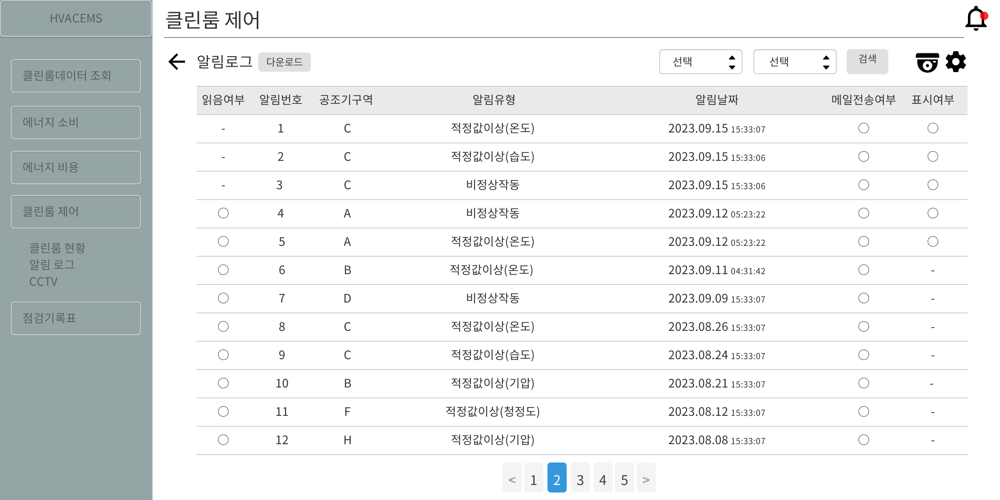 HVACEMS
클린룸데이터 조회
에너지 소비
에너지 비용
클린룸 제어
클린룸 현황
알림 로그
CCTV
점검기록표
클린룸 제어
알림로그 다운로드 선택 선택 검색
읽음여부 알림번호 공조기구역 알림유형 알림날짜 메일전송여부 표시여부
- 1 C 적정값이상(온도) 2023.09.15 15:33:07 ○ ○
- 2 C 적정값이상(습도) 2023.09.15 15:33:06 ○ ○
- 3 C 비정상작동 2023.09.15 15:33:06 ○ ○
○ 4 A 비정상작동 2023.09.12 05:23:22 ○ ○
○ 5 A 적정값이상(온도) 2023.09.12 05:23:22 ○ ○
○ 6 B 적정값이상(온도) 2023.09.11 04:31:42 ○ -
○ 7 D 비정상작동 2023.09.09 15:33:07 ○ -
○ 8 C 적정값이상(온도) 2023.08.26 15:33:07 ○ -
○ 9 C 적정값이상(습도) 2023.08.24 15:33:07 ○ -
○ 10 B 적정값이상(기압) 2023.08.21 15:33:07 ○ -
○ 11 F 적정값이상(청정도) 2023.08.12 15:33:07 ○ -
○ 12 H 적정값이상(기압) 2023.08.08 15:33:07 ○ -
< 1 2 3 4 5 >